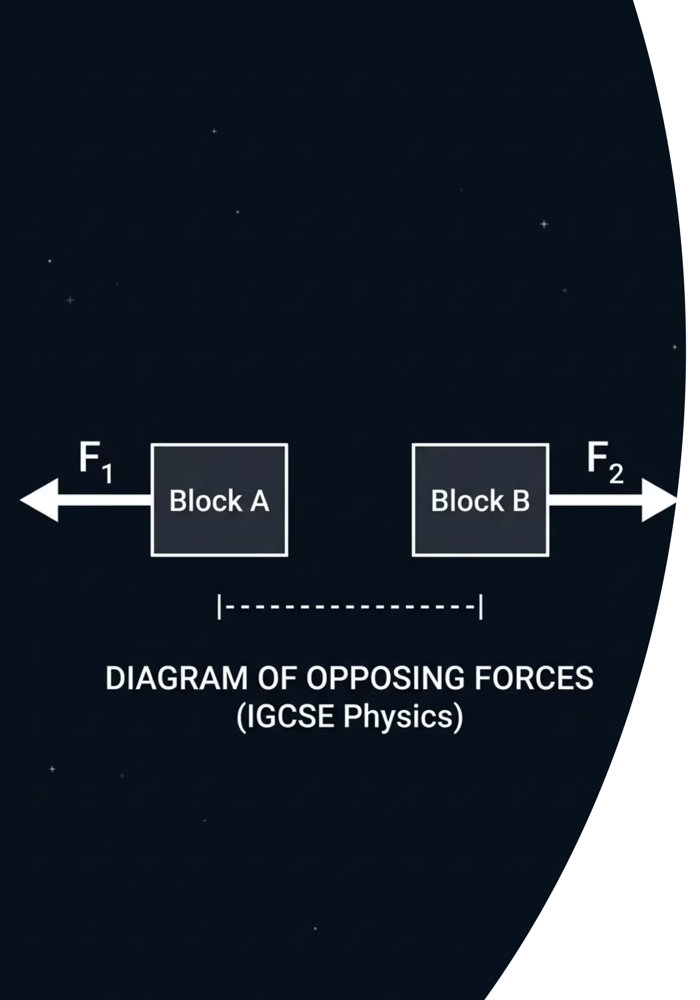 F₁
F₂
Block A
Block B
DIAGRAM OF OPPOSING FORCES
(IGCSE Physics)